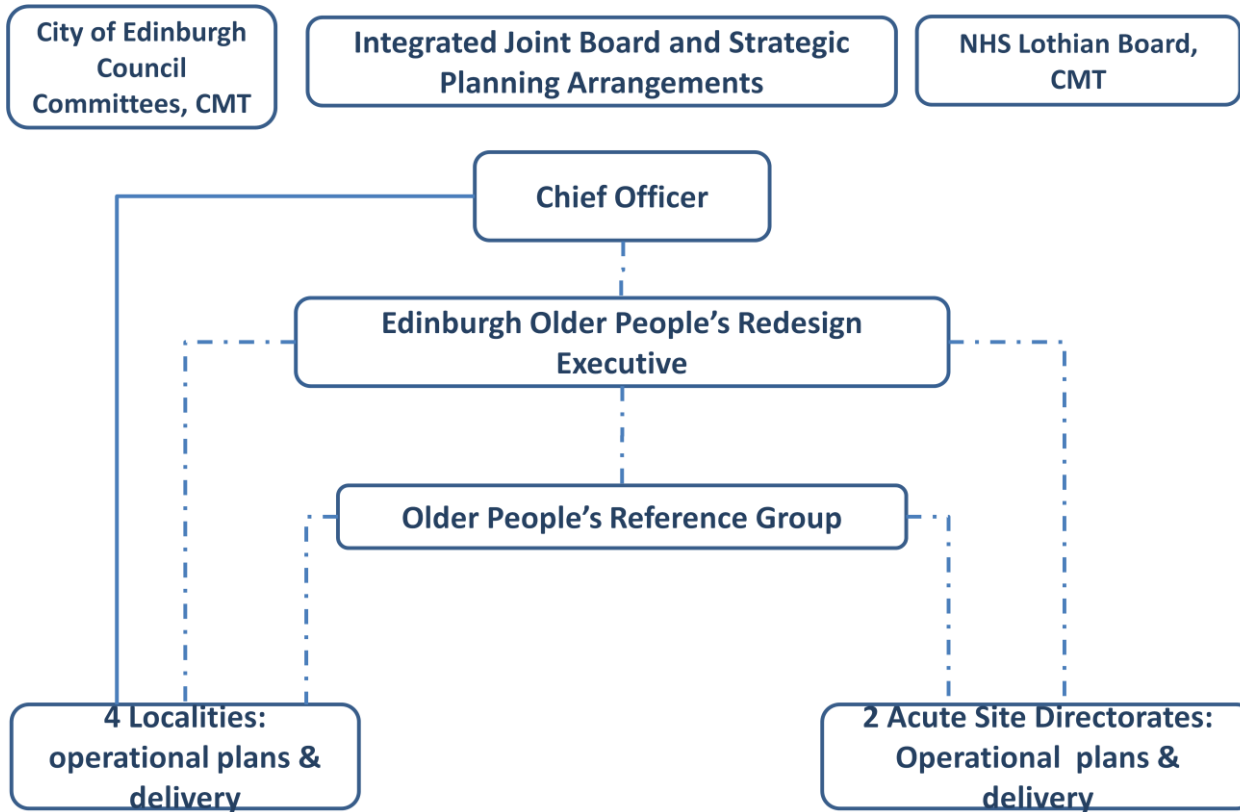 City of Edinburgh
Council
Committees, CMT
Integrated Joint Board and Strategic
Planning Arrangements
NHS Lothian Board,
CMT
Chief Officer
Edinburgh Older People’s Redesign
Executive
Older People’s Reference Group
4 Localities:
operational plans &
delivery
2 Acute Site Directorates:
Operational plans &
delivery